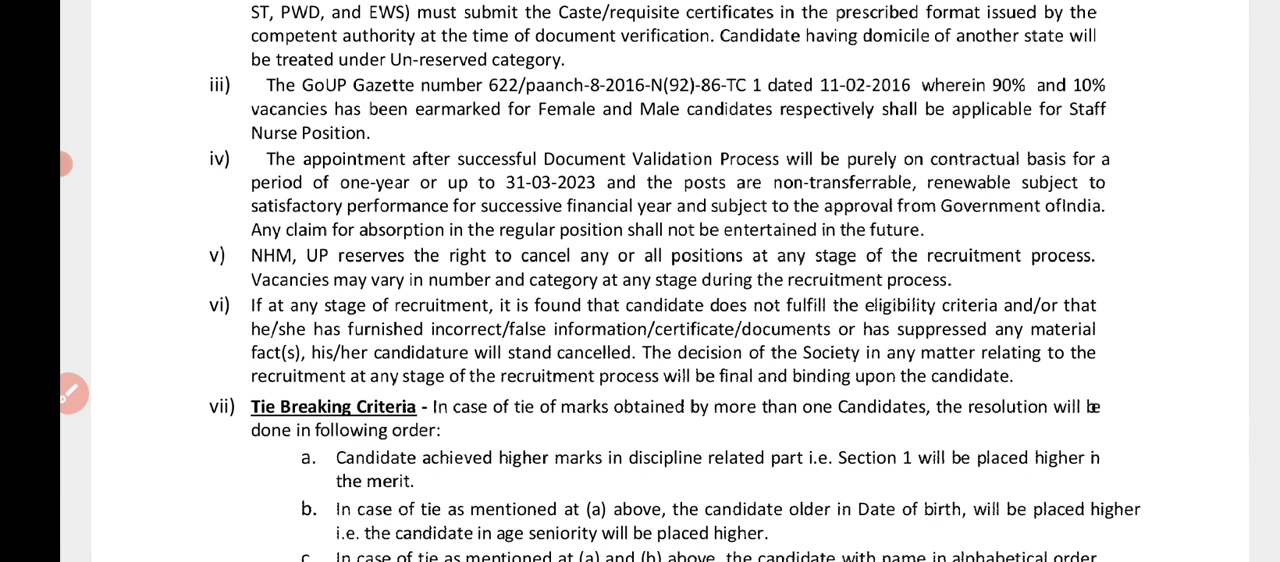 ST, PWD, and EWS) must submit the Caste/requisite certificates in the prescribed format issued by the
competent authority at the time of document verification. Candidate having domicile of another state will
be treated under Un-reserved category.
iii) The GoUP Gazette number 622/paanch-8-2016-N(92)-86-TC 1 dated 11-02-2016 wherein 90% and 10%
vacancies has been earmarked for Female and Male candidates respectively shall be applicable for Staff
Nurse Position.
iv) The appointment after successful Document Validation Process will be purely on contractual basis for a
period of one-year or up to 31-03-2023 and the posts are non-transferrable, renewable subject to
satisfactory performance for successive financial year and subject to the approval from Government ofIndia.
Any claim for absorption in the regular position shall not be entertained in the future.
v) NHM, UP reserves the right to cancel any or all positions at any stage of the recruitment process.
Vacancies may vary in number and category at any stage during the recruitment process.
vi) If at any stage of recruitment, it is found that candidate does not fulfill the eligibility criteria and/or that
he/she has furnished incorrect/false information/certificate/documents or has suppressed any material
fact(s), his/her candidature will stand cancelled. The decision of the Society in any matter relating to the
recruitment at any stage of the recruitment process will be final and binding upon the candidate.
vii) Tie Breaking Criteria - In case of tie of marks obtained by more than one Candidates, the resolution will be
done in following order:
a. Candidate achieved higher marks in discipline related part i.e. Section 1 will be placed higher in
the merit.
b. In case of tie as mentioned at (a) above, the candidate older in Date of birth, will be placed higher
i.e. the candidate in age seniority will be placed higher.
c. In case of tie as mentioned at (a) and (b) above, the candidate with name in alphabetical order